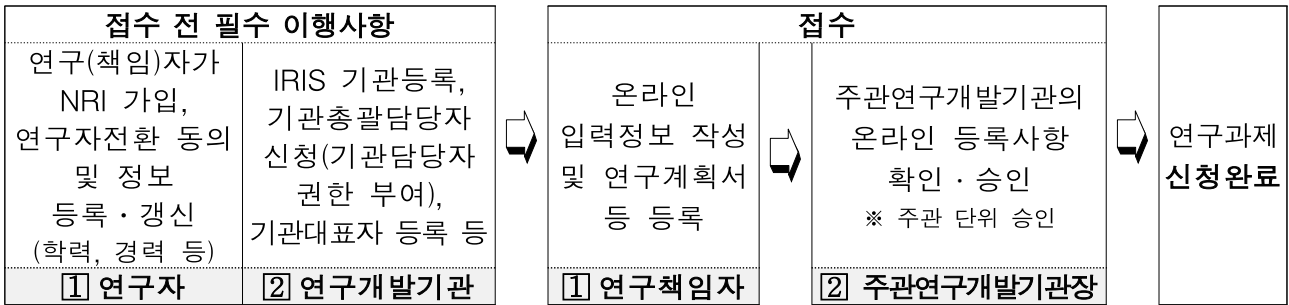 접수 전 필수 이행사항
연구(책임)자가
NRI 가입,
연구자전환 동의
및 정보
등록·갱신
(학력, 경력 등)
1 연구자
IRIS 기관등록,
기관총괄담당자
신청(기관담당자
권한 부여),
기관대표자 등록 등
2 연구개발기관
접수
온라인
입력정보 작성
및 연구계획서
등 등록
1 연구책임자
주관연구개발기관의
온라인 등록사항
확인·승인
※ 주관 단위 승인
2 주관연구개발기관장
연구과제
신청완료